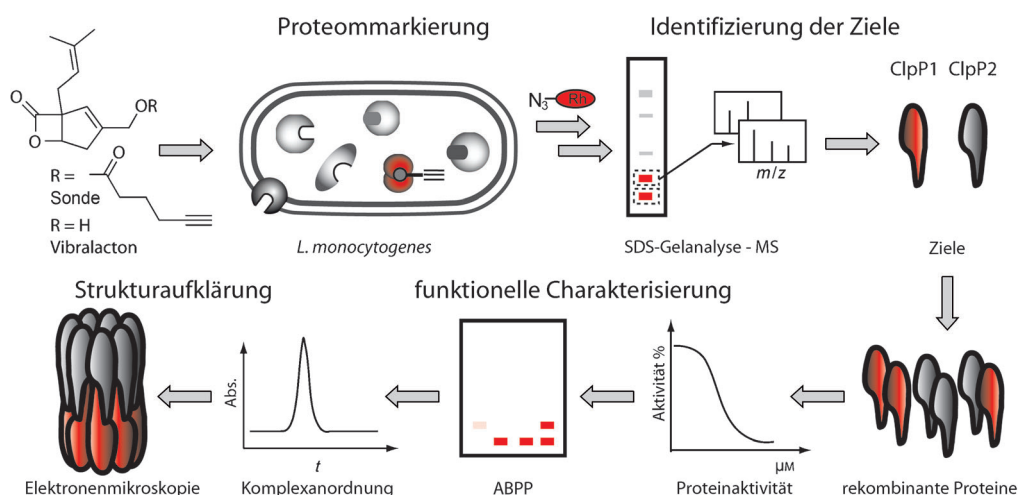 Proteommarkierung
Identifizierung der Ziele
O
O
OR
O
R =
Sonde
R = H
Vibralacton
L. monocytogenes
N3 Rh
m/z
SDS-Gelanalyse - MS
ClpP1 ClpP2
Ziele
Strukturaufklärung
funktionelle Charakterisierung
Elektronenmikroskopie
Abs.
t
Komplexanordnung
ABPP
Aktivität %
µM
Proteinaktivität
rekombinante Proteine